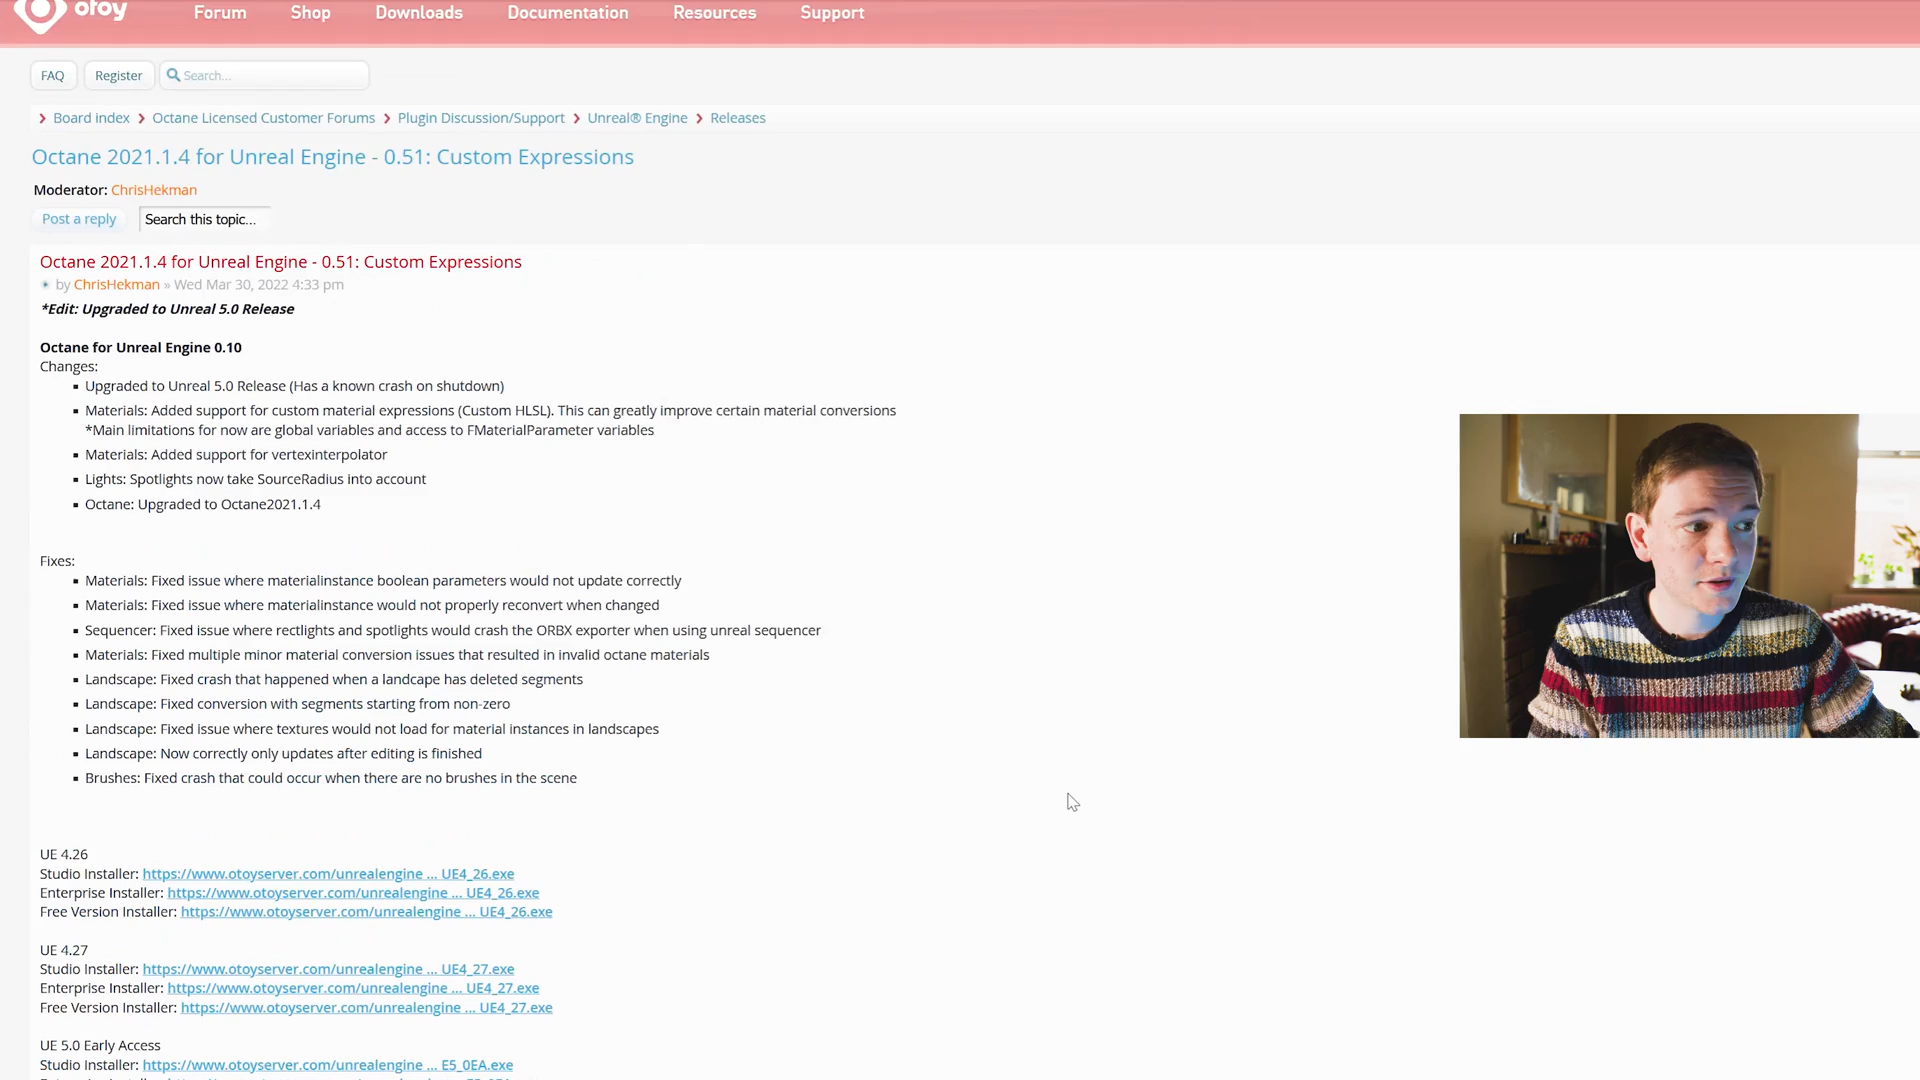 otoy
Forum Shop Downloads Documentation Resources Support
FAQ Register Search...
Board index Octane Licensed Customer Forums Plugin Discussion/Support Unreal® Engine Releases
Octane 2021.1.4 for Unreal Engine - 0.51: Custom Expressions
Moderator: ChrisHekman
Post a reply Search this topic...
Octane 2021.1.4 for Unreal Engine - 0.51: Custom Expressions
by ChrisHekman » Wed Mar 30, 2022 4:33 pm
*Edit: Upgraded to Unreal 5.0 Release
Octane for Unreal Engine 0.10
Changes:
Upgraded to Unreal 5.0 Release (Has a known crash on shutdown)
Materials: Added support for custom material expressions (Custom HLSL). This can greatly improve certain material conversions
*Main limitations for now are global variables and access to FMaterialParameter variables
Materials: Added support for vertexinterpolator
Lights: Spotlights now take SourceRadius into account
Octane: Upgraded to Octane2021.1.4
Fixes:
Materials: Fixed issue where materialinstance boolean parameters would not update correctly
Materials: Fixed issue where materialinstance would not properly reconvert when changed
Sequencer: Fixed issue where rectlights and spotlights would crash the ORBX exporter when using unreal sequencer
Materials: Fixed multiple minor material conversion issues that resulted in invalid octane materials
Landscape: Fixed crash that happened when a landcape has deleted segments
Landscape: Fixed conversion with segments starting from non-zero
Landscape: Fixed issue where textures would not load for material instances in landscapes
Landscape: Now correctly only updates after editing is finished
Brushes: Fixed crash that could occur when there are no brushes in the scene
UE 4.26
Studio Installer: https://www.otoyserver.com/unrealengine ... UE4_26.exe
Enterprise Installer: https://www.otoyserver.com/unrealengine ... UE4_26.exe
Free Version Installer: https://www.otoyserver.com/unrealengine ... UE4_26.exe
UE 4.27
Studio Installer: https://www.otoyserver.com/unrealengine ... UE4_27.exe
Enterprise Installer: https://www.otoyserver.com/unrealengine ... UE4_27.exe
Free Version Installer: https://www.otoyserver.com/unrealengine ... UE4_27.exe
UE 5.0 Early Access
Studio Installer: https://www.otoyserver.com/unrealengine ... E5_0EA.exe